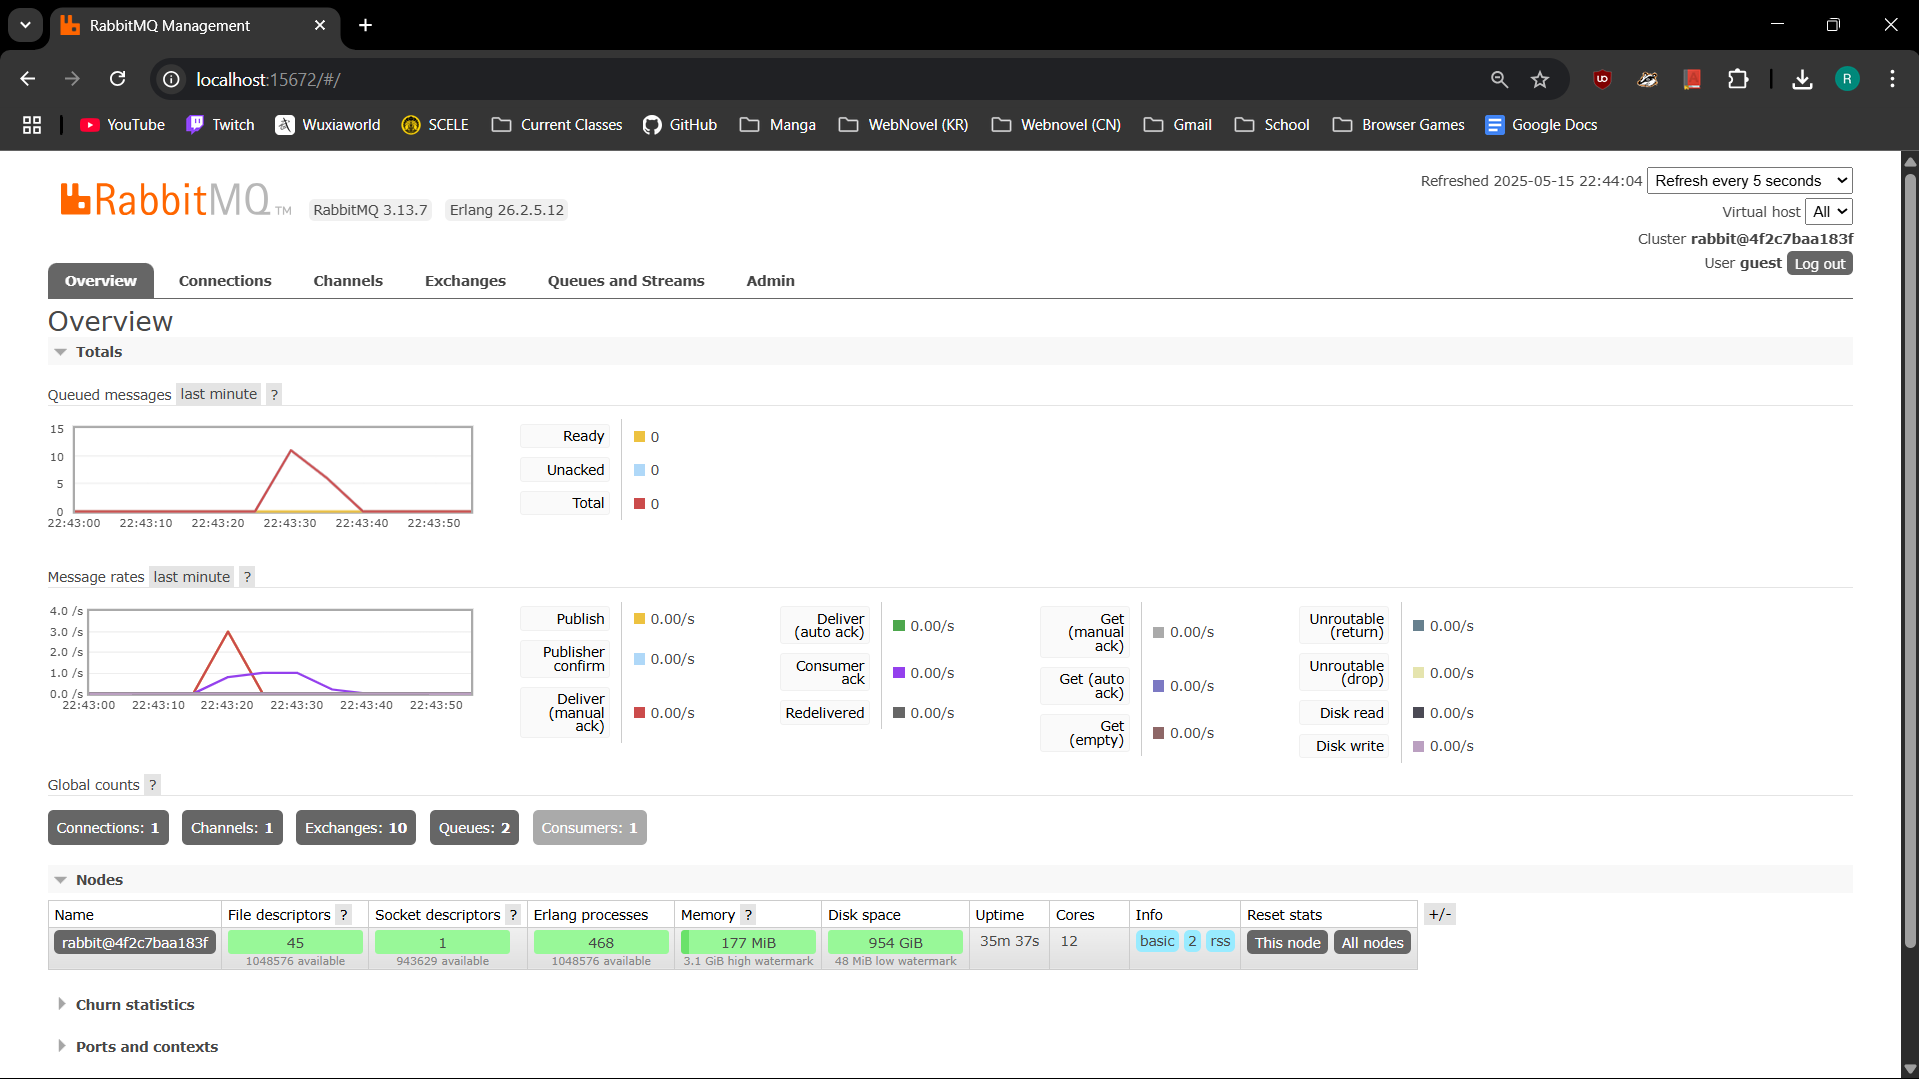 RabbitMQ Management
localhost:15672/#/
R
YouTube Twitch Wuxiaworld SCELE Current Classes GitHub Manga WebNovel (KR) Webnovel (CN) Gmail School Browser Games Google Docs
Refreshed 2025-05-15 22:44:04 Refresh every 5 seconds
RabbitMQ TM RabbitMQ 3.13.7 Erlang 26.2.5.12
Virtual host All
Cluster rabbit@4f2c7baa183f
User guest Log out
Overview Connections Channels Exchanges Queues and Streams Admin
Overview
Totals
Queued messages last minute ?
15
10
5
0
22:43:00 22:43:10 22:43:20 22:43:30 22:43:40 22:43:50
Ready 0
Unacked 0
Total 0
Message rates last minute ?
4.0 /s
3.0 /s
2.0 /s
1.0 /s
0.0 /s
22:43:00 22:43:10 22:43:20 22:43:30 22:43:40 22:43:50
Publish 0.00/s
Publisher
confirm 0.00/s
Deliver
(manual
ack) 0.00/s
Deliver
(auto ack) 0.00/s
Consumer
ack 0.00/s
Redelivered 0.00/s
Get
(manual
ack) 0.00/s
Get (auto
ack) 0.00/s
Get
(empty) 0.00/s
Unroutable
(return) 0.00/s
Unroutable
(drop) 0.00/s
Disk read 0.00/s
Disk write 0.00/s
Global counts ?
Connections: 1 Channels: 1 Exchanges: 10 Queues: 2 Consumers: 1
Nodes
Name File descriptors ? Socket descriptors ? Erlang processes Memory ? Disk space Uptime Cores Info Reset stats +/-
rabbit@4f2c7baa183f 45 1 468 177 MiB 954 GiB 35m 37s 12 basic 2 rss This node All nodes
1048576 available 943629 available 1048576 available 3.1 GiB high watermark 48 MiB low watermark
Churn statistics
Ports and contexts